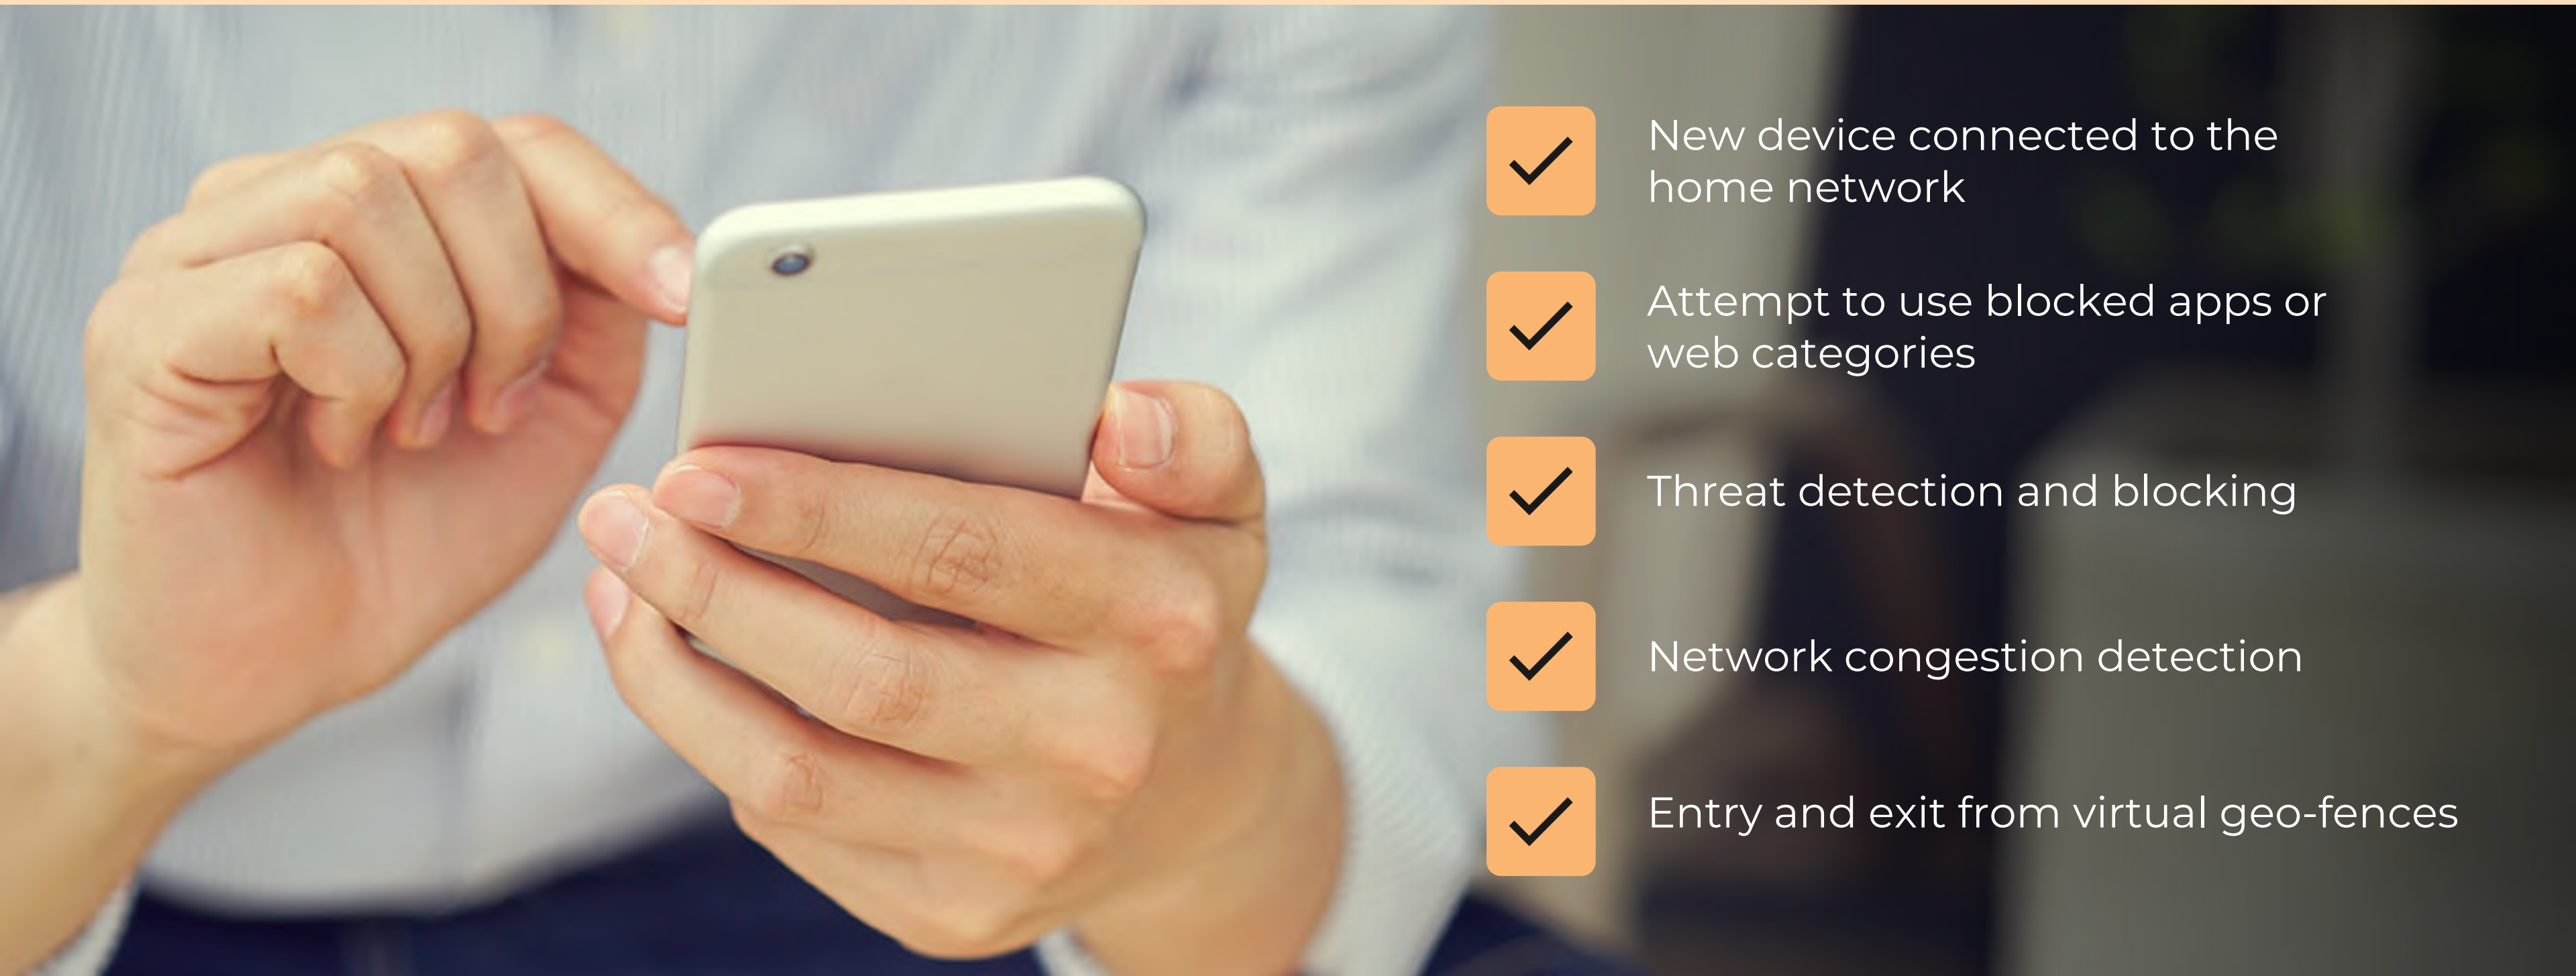 New device connected to the
home network
Attempt to use blocked apps or
web categories
Threat detection and blocking
Network congestion detection
Entry and exit from virtual geo-fences